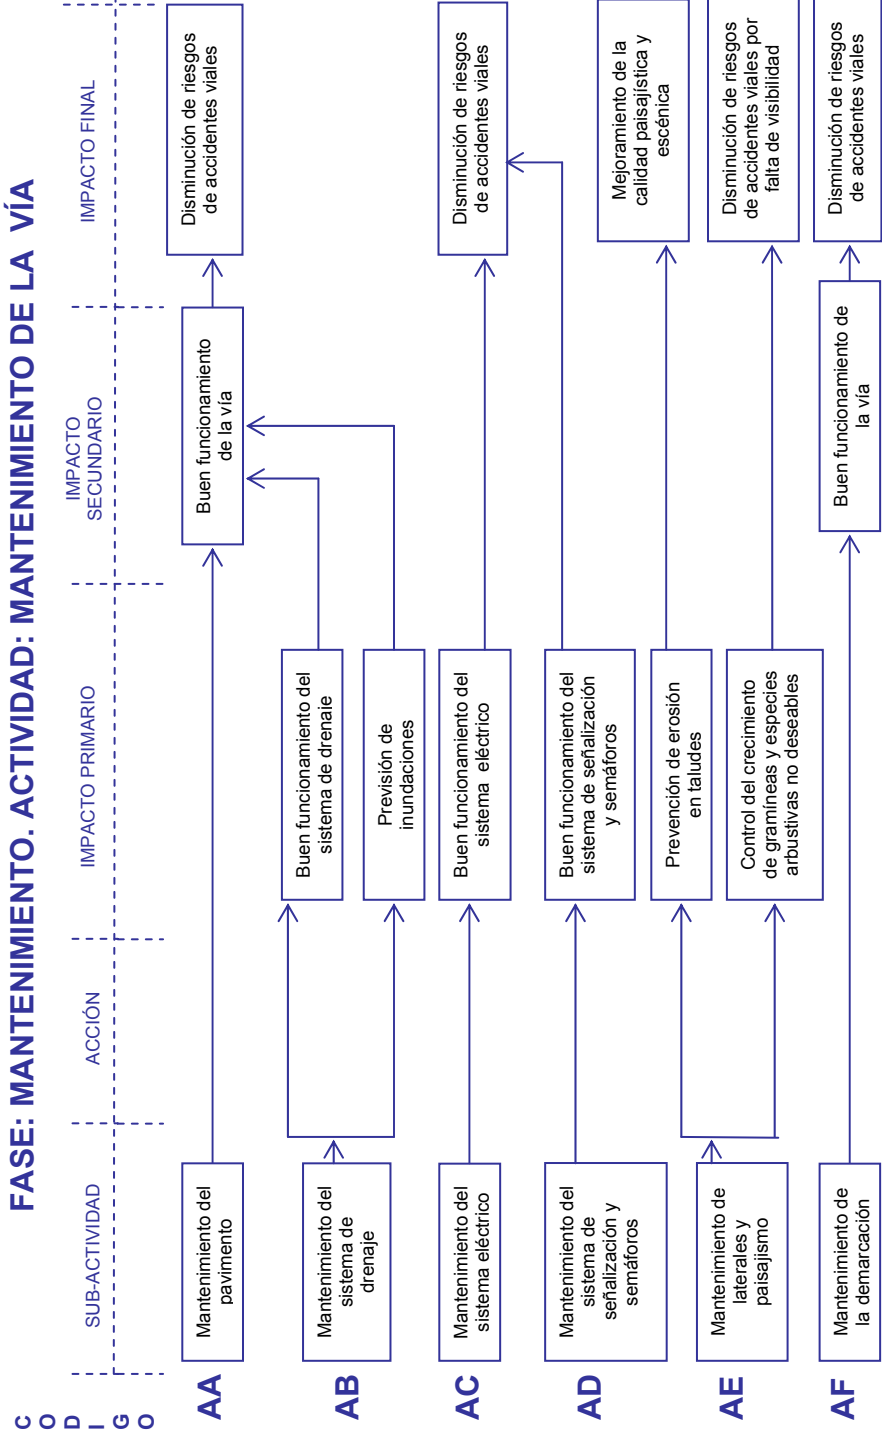 FASE: MANTENIMIENTO. ACTIVIDAD: MANTENIMIENTO DE LA VÍA
CODIGO
SUB-ACTIVIDAD
ACCIÓN
IMPACTO PRIMARIO
IMPACTO
SECUNDARIO
IMPACTO FINAL
AA
Mantenimiento del
pavimento
Buen funcionamiento
de la vía
Disminución de riesgos
de accidentes viales
AB
Mantenimiento del
sistema de
drenaje
Buen funcionamiento del
sistema de drenaie
Previsión de
inundaciones
AC
Mantenimiento del
sistema eléctrico
Buen funcionamiento del
sistema eléctrico
Disminución de riesgos
de accidentes viales
AD
Mantenimiento del
sistema de
señalización y
semáforos
Buen funcionamiento del
sistema de señalización
y semáforos
AE
Mantenimiento de
laterales y
paisajismo
Prevención de erosión
en taludes
Mejoramiento de la
calidad paisajística y
escénica
Control del crecimiento
de gramíneas y especies
arbustivas no deseables
Disminución de riesgos
de accidentes viales por
falta de visibilidad
AF
Mantenimiento de
la demarcación
Buen funcionamiento de
la vía
Disminución de riesgos
de accidentes viales